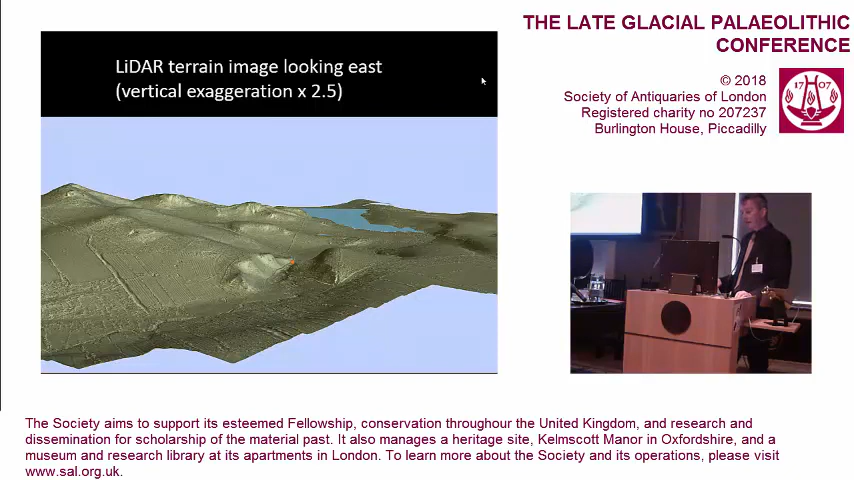 THE LATE GLACIAL PALAEOLITHIC
CONFERENCE
© 2018
Society of Antiquaries of London
Registered charity no 207237
Burlington House, Piccadilly
17 07
LiDAR terrain image looking east
(vertical exaggeration x 2.5)
The Society aims to support its esteemed Fellowship, conservation throughour the United Kingdom, and research and
dissemination for scholarship of the material past. It also manages a heritage site, Kelmscott Manor in Oxfordshire, and a
museum and research library at its apartments in London. To learn more about the Society and its operations, please visit
www.sal.org.uk.